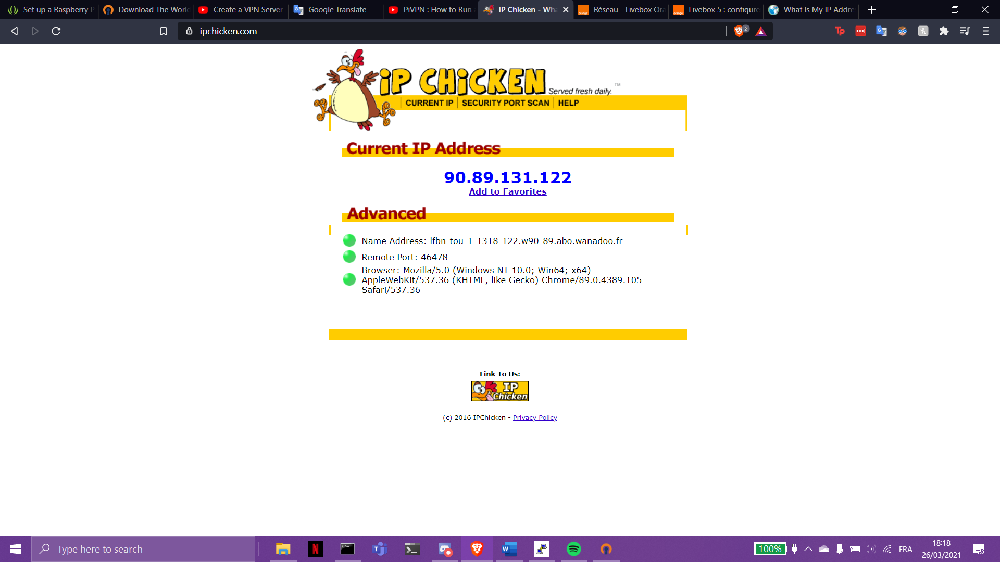 Set up a Raspberry P
Download The Worl
Create a VPN Server
Google Translate
PiVPN : How to Run
IP Chicken - Wha
Réseau - Livebox Ora
Livebox 5 : configure
What Is My IP Addre
ipchicken.com
2
Tp
iP CHiCKEN
Served fresh daily.
TM
CURRENT IP | SECURITY PORT SCAN | HELP
Current IP Address
90.89.131.122
Add to Favorites
Advanced
Name Address: lfbn-tou-1-1318-122.w90-89.abo.wanadoo.fr
Remote Port: 46478
Browser: Mozilla/5.0 (Windows NT 10.0; Win64; x64)
AppleWebKit/537.36 (KHTML, like Gecko) Chrome/89.0.4389.105
Safari/537.36
Link To Us:
IP
Chicken
(c) 2016 IPChicken - Privacy Policy
Type here to search
100%
FRA
18:18
26/03/2021